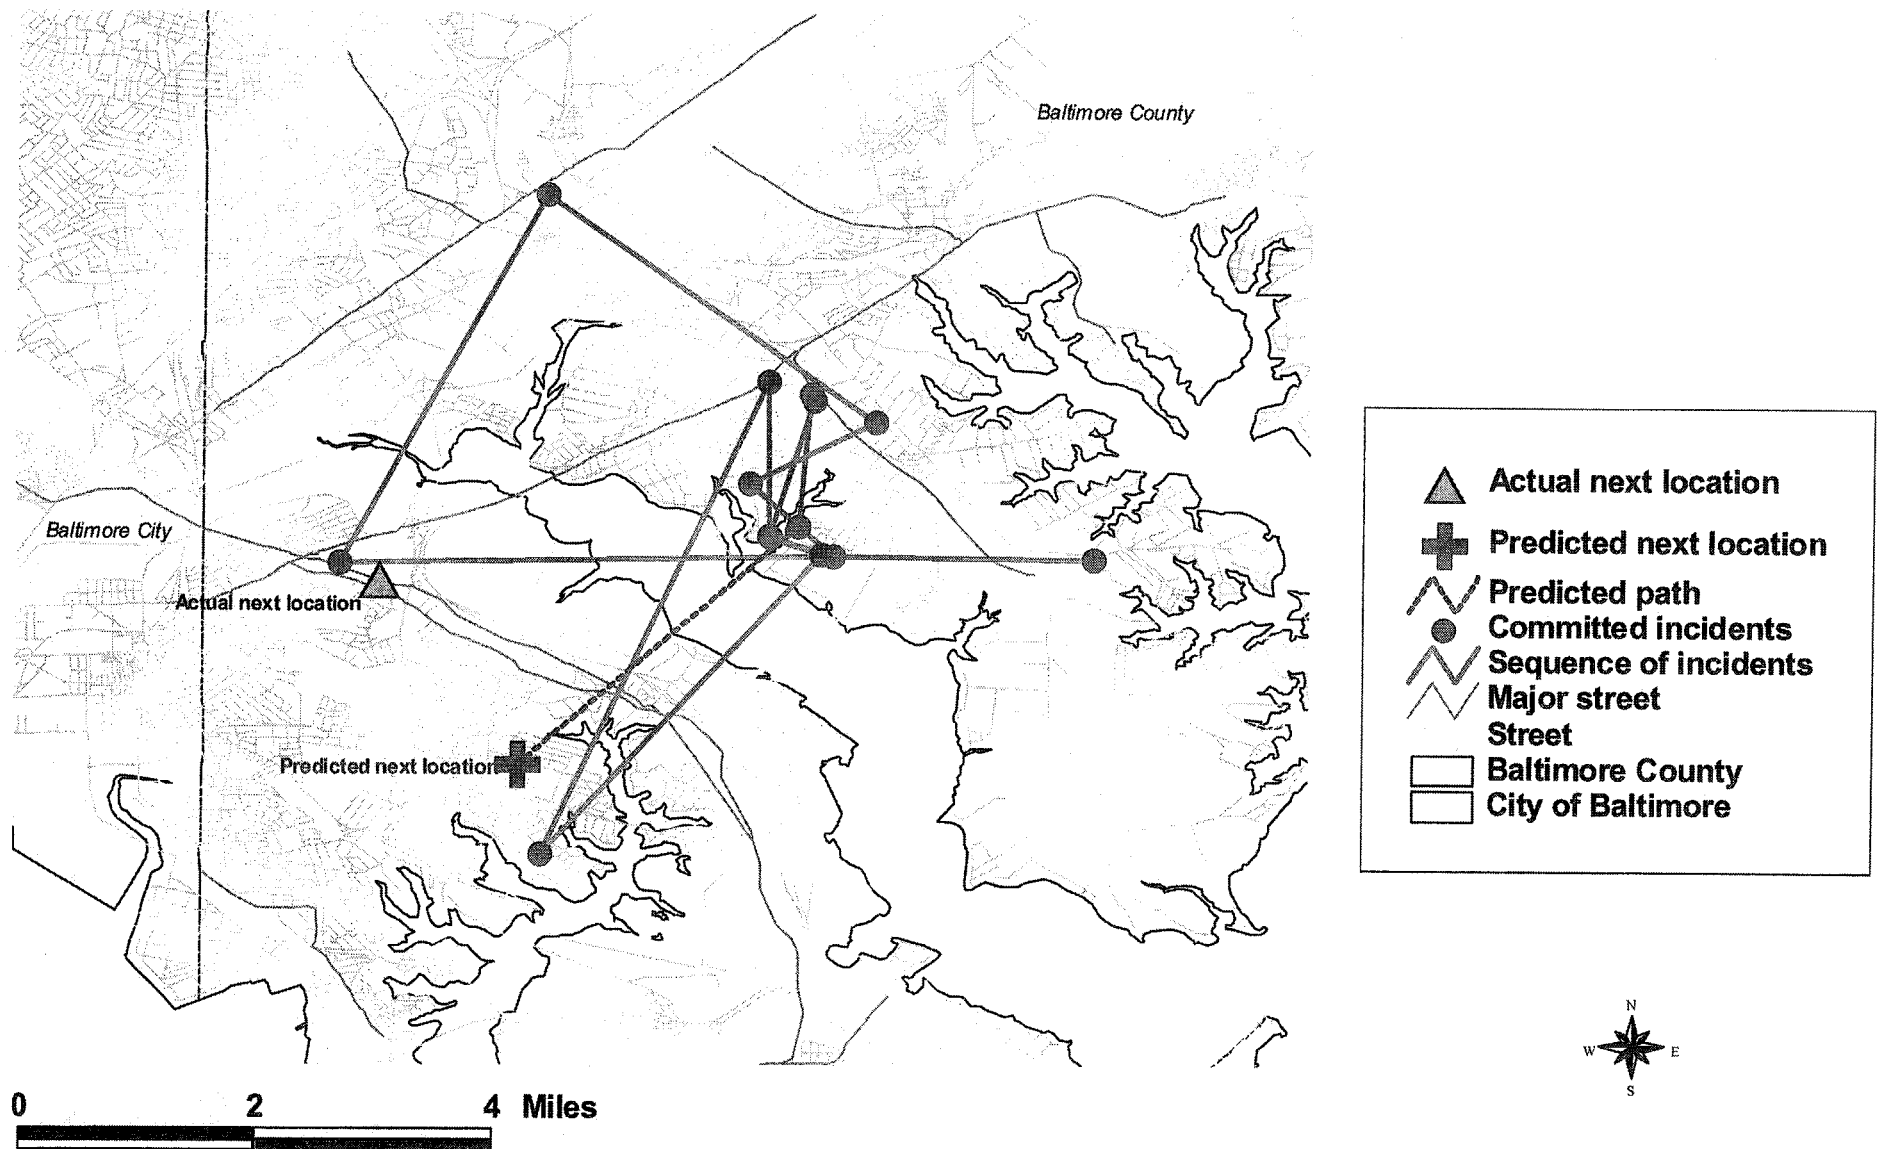 Baltimore County
Baltimore City
Actual next location
Predicted next location
Actual next location
Predicted next location
Predicted path
Committed incidents
Sequence of incidents
Major street
Street
Baltimore County
City of Baltimore
N
W E
S
0 2 4 Miles